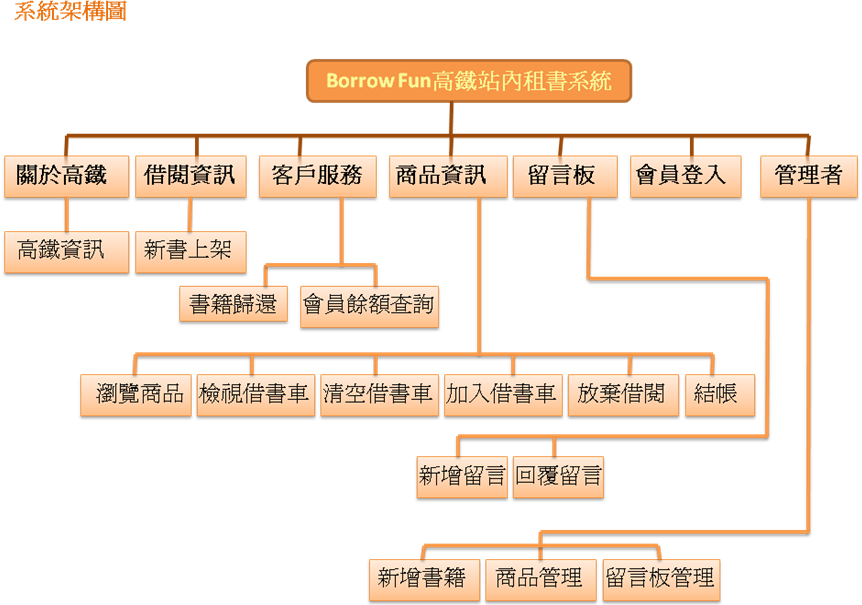 系統架構圖
Borrow Fun高鐵站內租書系統
關於高鐵
借閱資訊
客戶服務
商品資訊
留言板
會員登入
管理者
高鐵資訊
新書上架
書籍歸還
會員餘額查詢
瀏覽商品
檢視借書車
清空借書車
加入借書車
放棄借閱
結帳
新增留言
回覆留言
新增書籍
商品管理
留言板管理